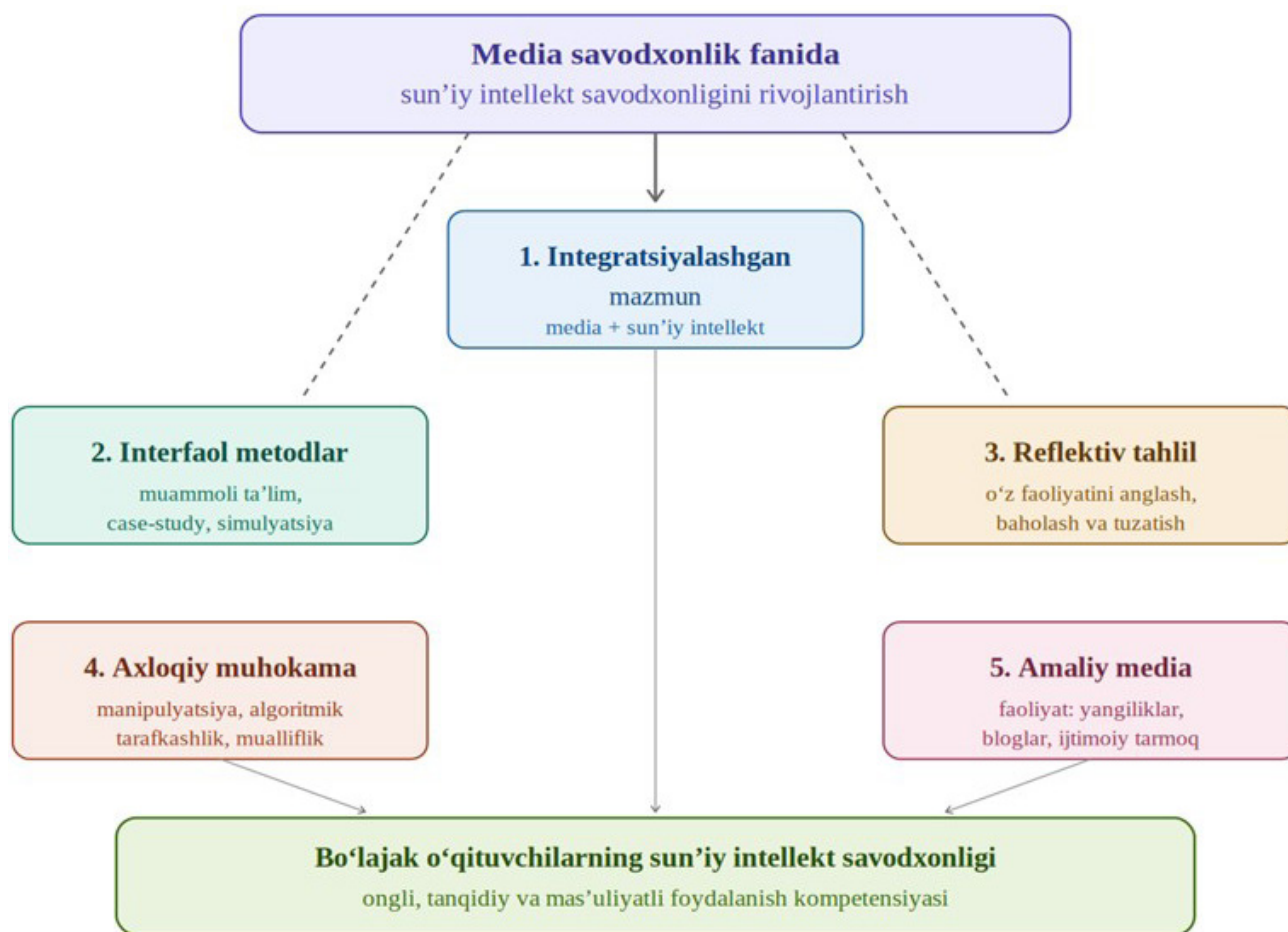 Media savodxonlik fanida
sun’iy intellekt savodxonligini rivojlantirish
1. Integratsiyalashgan
mazmun
media + sun’iy intellekt
2. Interfaol metodlar
muammoli ta’lim,
case-study, simulyatsiya
3. Reflektiv tahlil
o‘z faoliyatini anglash,
baholash va tuzatish
4. Axloqiy muhokama
manipulyatsiya, algoritmik
tarafkashlik, mualliflik
5. Amaliy media
faoliyat: yangiliklar,
bloglar, ijtimoiy tarmoq
Bo‘lajak o‘qituvchilarning sun’iy intellekt savodxonligi
ongli, tanqidiy va mas’uliyatli foydalanish kompetensiyasi